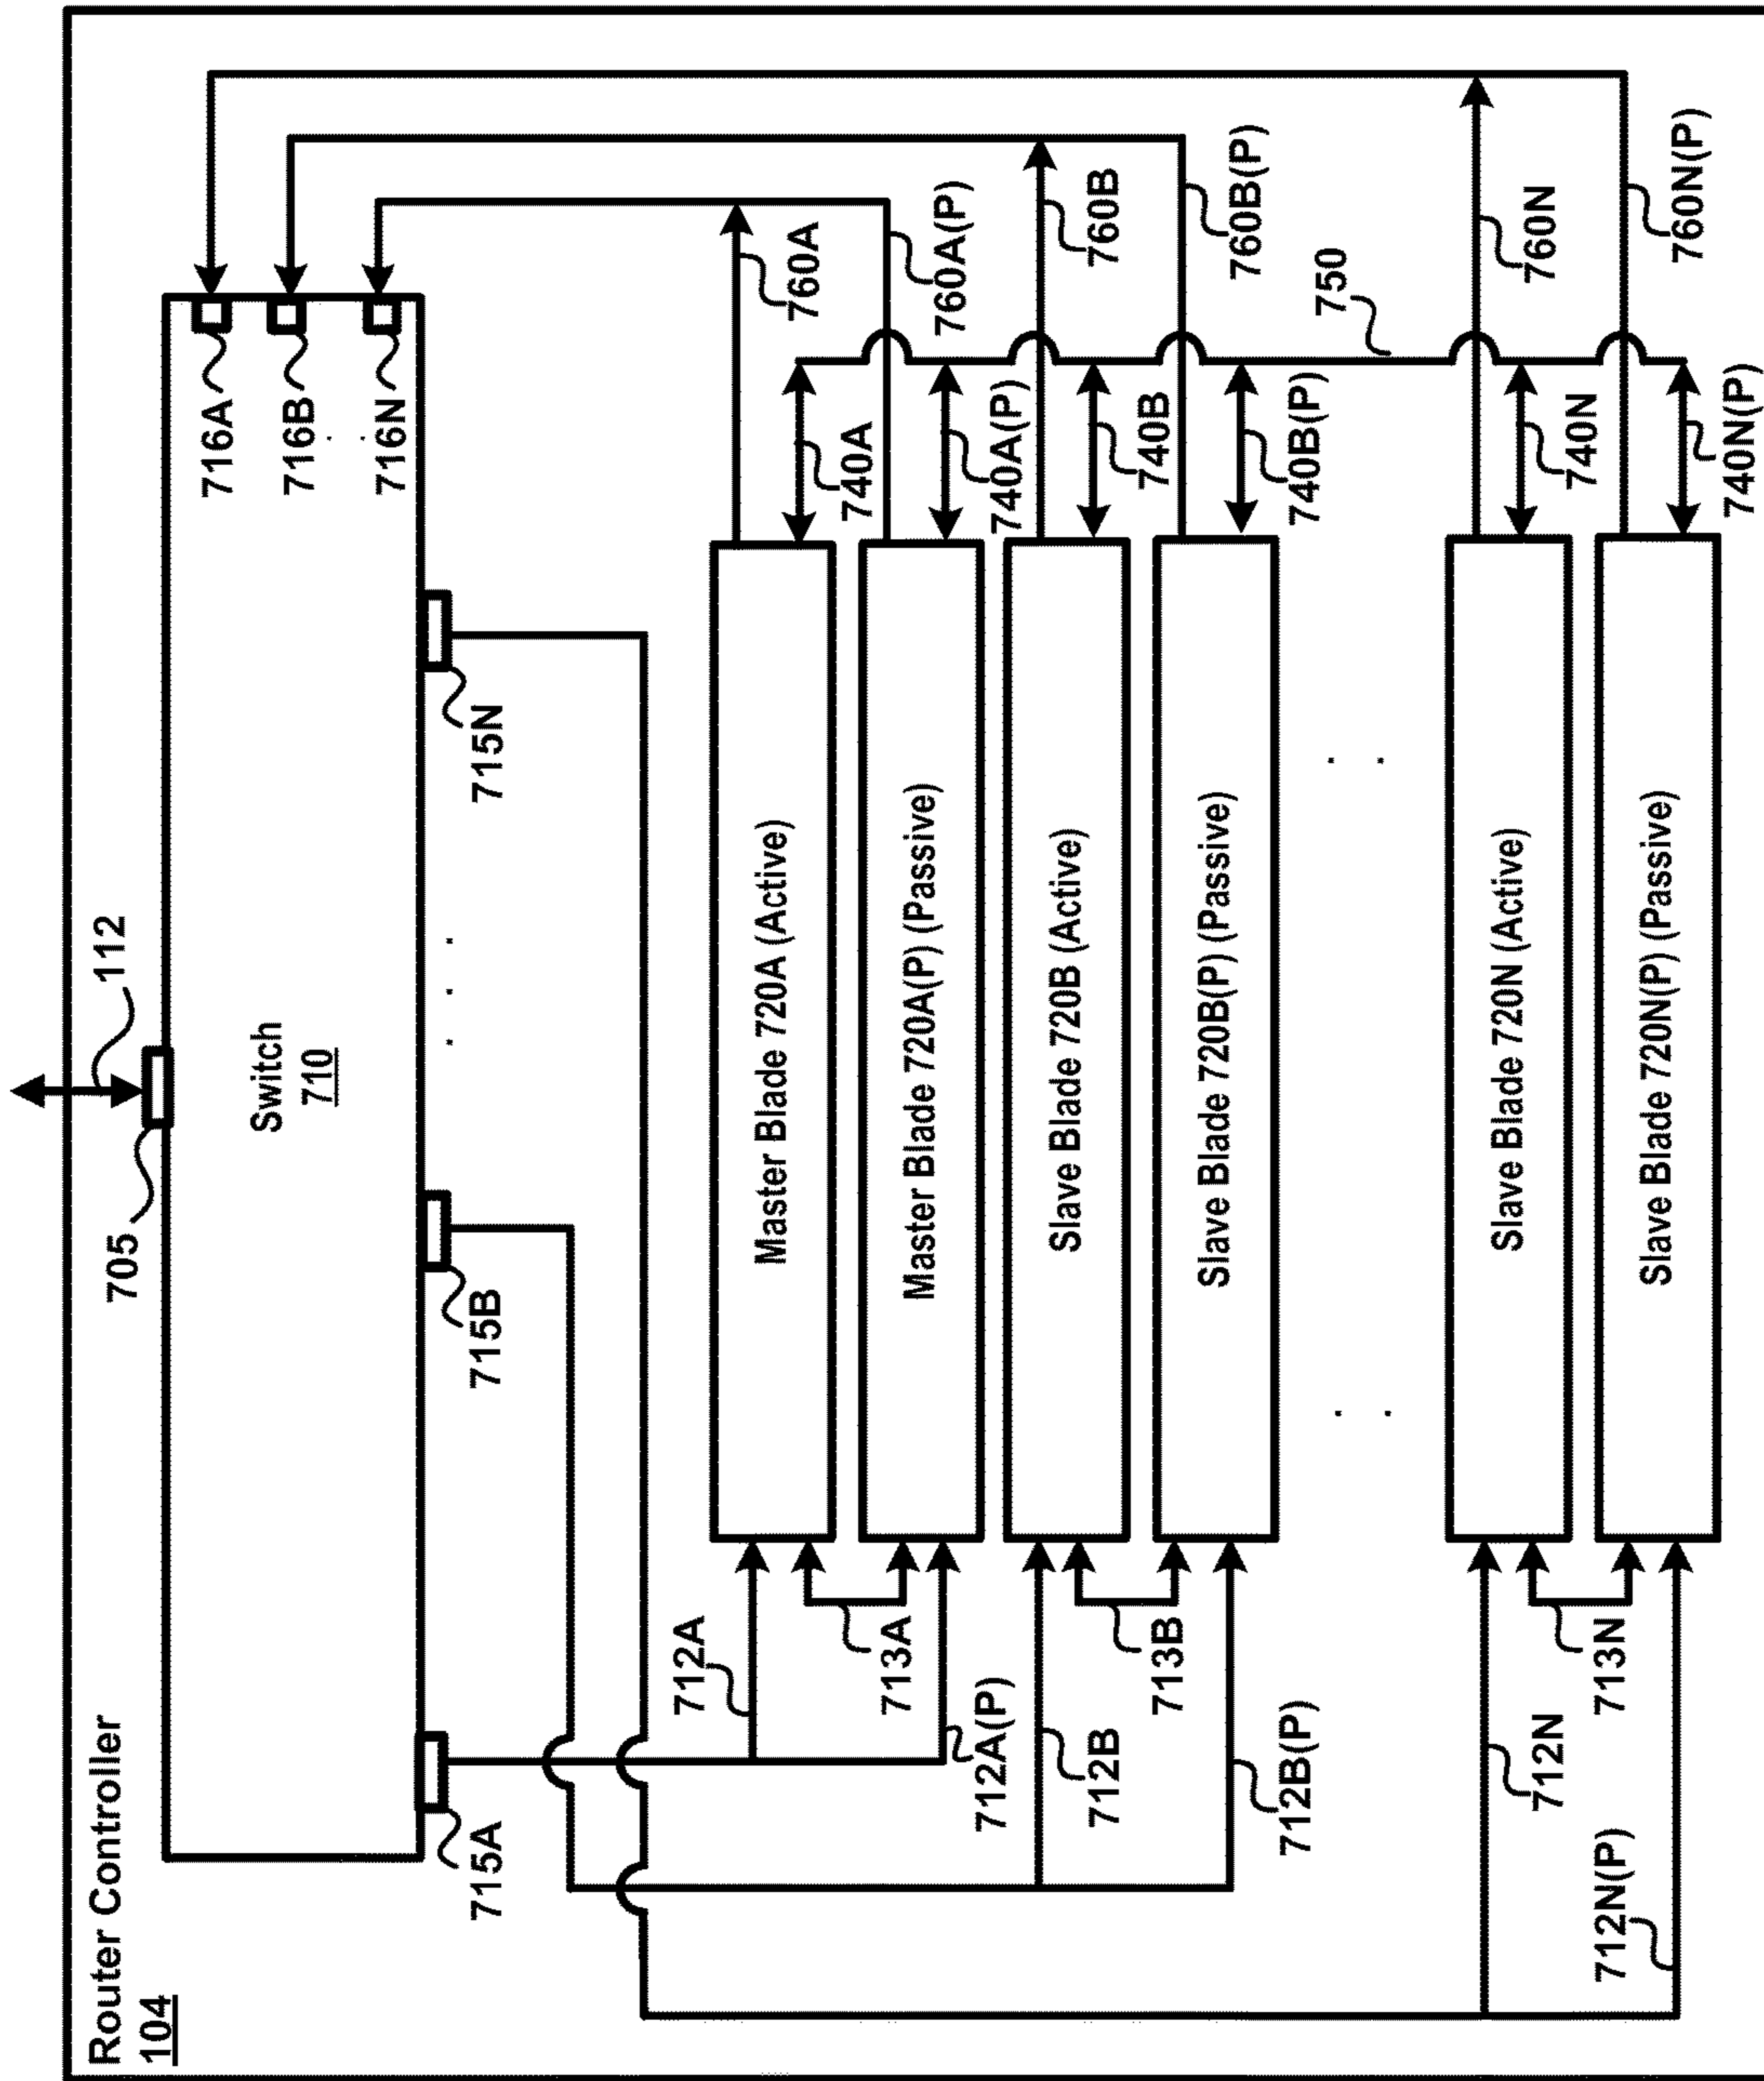 Router Controller
104
112
705
Switch
710
715A
715B
. . .
715N
716A
716B
. .
716N
712A
713A
712A(P)
712B
713B
712B(P)
712N
713N
712N(P)
Master Blade 720A (Active)
Master Blade 720A(P) (Passive)
Slave Blade 720B (Active)
Slave Blade 720B(P) (Passive)
. .
. .
Slave Blade 720N (Active)
Slave Blade 720N(P) (Passive)
740A
740A(P)
740B
740B(P)
740N
740N(P)
750
760A
760A(P)
760B
760B(P)
760N
760N(P)